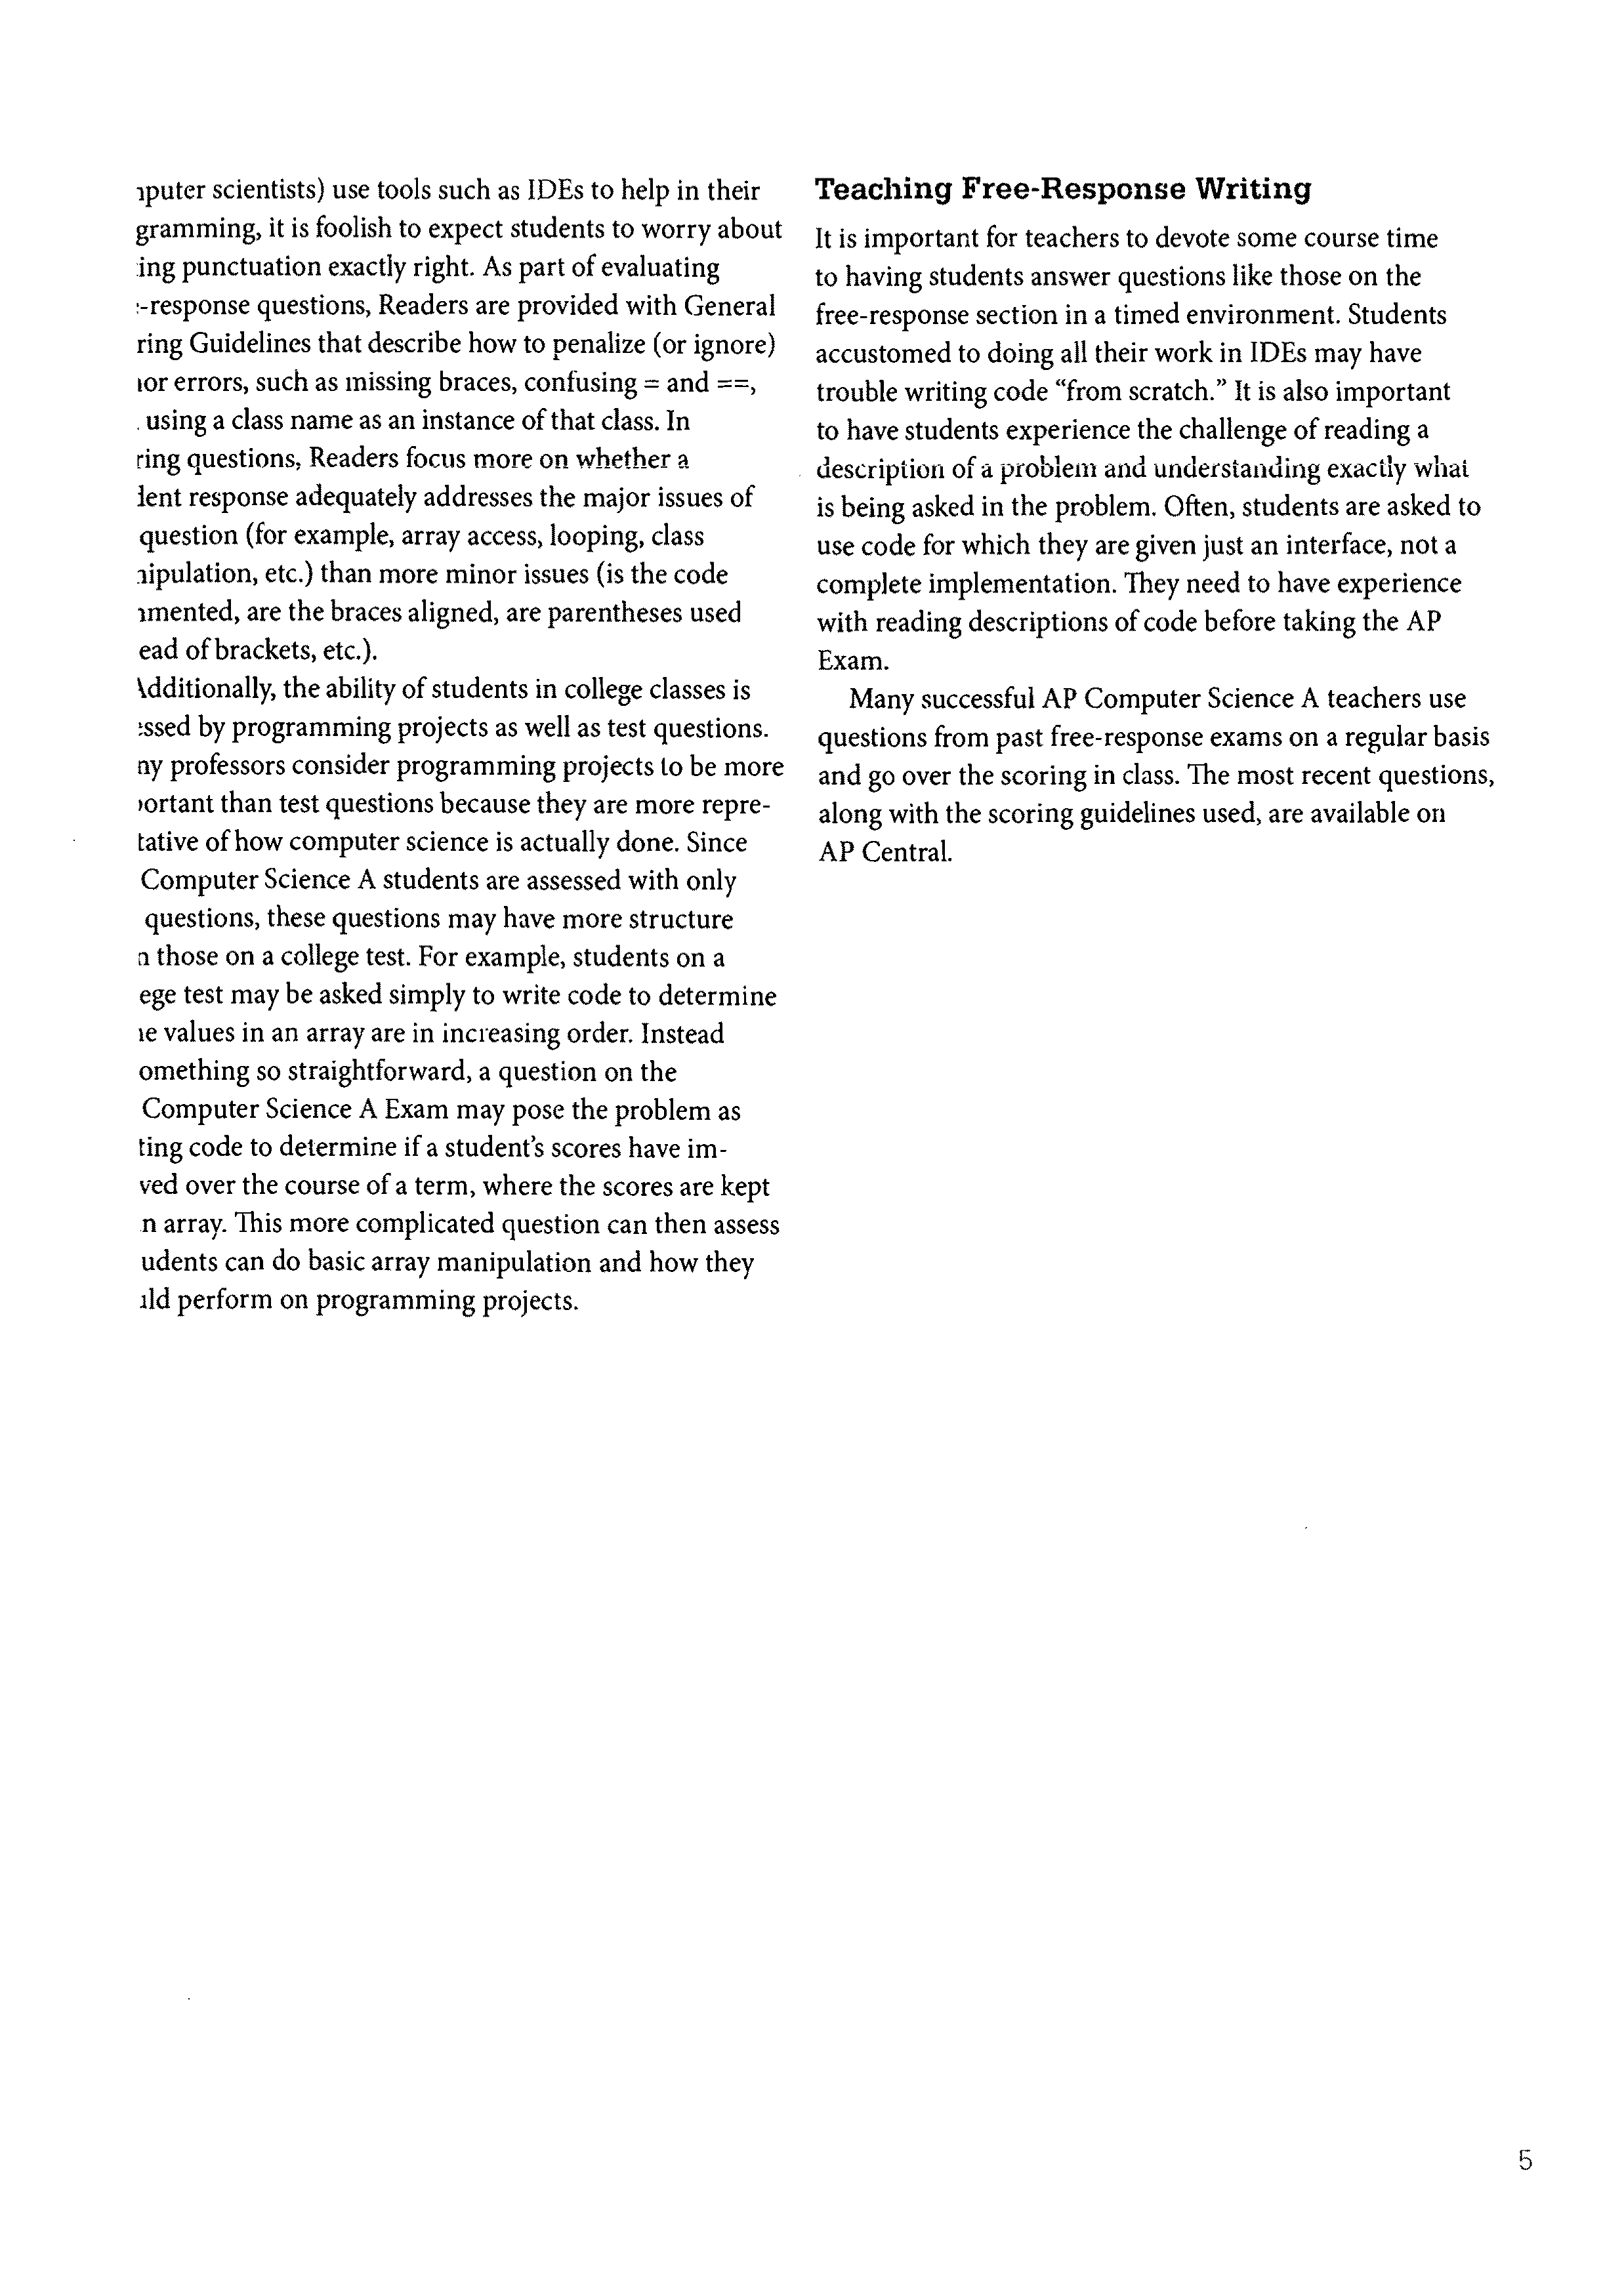 puter scientists) use tools such as IDEs to help in their
gramming, it is foolish to expect students to worry about
ing punctuation exactly right. As part of evaluating
-response questions, Readers are provided with General
ring Guidelines that describe how to penalize (or ignore)
or errors, such as missing braces, confusing = and ==,
using a class name as an instance of that class. In
ring questions, Readers focus more on whether a
lent response adequately addresses the major issues of
question (for example, array access, looping, class
ipulation, etc.) than more minor issues (is the code
mented, are the braces aligned, are parentheses used
ead of brackets, etc.).
dditionally, the ability of students in college classes is
ssed by programming projects as well as test questions.
ny professors consider programming projects to be more
ortant than test questions because they are more repre-
tative of how computer science is actually done. Since
Computer Science A students are assessed with only
questions, these questions may have more structure
n those on a college test. For example, students on a
ege test may be asked simply to write code to determine
e values in an array are in increasing order. Instead
omething so straightforward, a question on the
Computer Science A Exam may pose the problem as
ting code to determine if a student's scores have im-
ved over the course of a term, where the scores are kept
n array. This more complicated question can then assess
udents can do basic array manipulation and how they
ld perform on programming projects.
Teaching Free-Response Writing
It is important for teachers to devote some course time
to having students answer questions like those on the
free-response section in a timed environment. Students
accustomed to doing all their work in IDEs may have
trouble writing code “from scratch.” It is also important
to have students experience the challenge of reading a
description of a problem and understanding exactly what
is being asked in the problem. Often, students are asked to
use code for which they are given just an interface, not a
complete implementation. They need to have experience
with reading descriptions of code before taking the AP
Exam.
Many successful AP Computer Science A teachers use
questions from past free-response exams on a regular basis
and go over the scoring in class. The most recent questions,
along with the scoring guidelines used, are available on
AP Central.
5